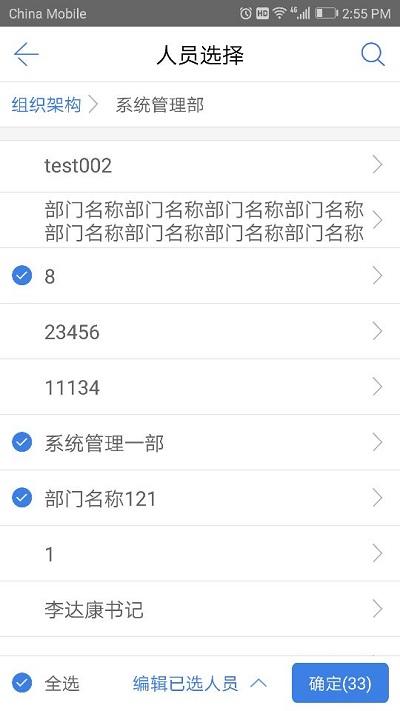 China Mobile HD 4G 2:55 PM
人员选择
组织架构 系统管理部
test002
部门名称部门名称部门名称部门名称
部门名称部门名称部门名称部门名称
8
23456
11134
系统管理一部
部门名称121
1
李达康书记
全选 编辑已选人员 确定(33)